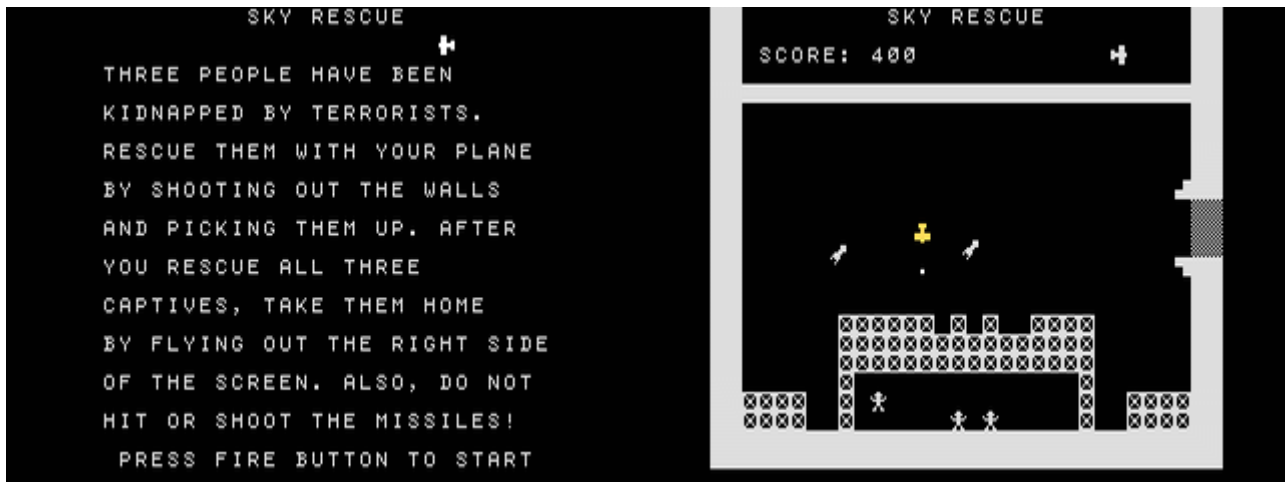 SKY RESCUE
THREE PEOPLE HAVE BEEN
KIDNAPPED BY TERRORISTS.
RESCUE THEM WITH YOUR PLANE
BY SHOOTING OUT THE WALLS
AND PICKING THEM UP. AFTER
YOU RESCUE ALL THREE
CAPTIVES, TAKE THEM HOME
BY FLYING OUT THE RIGHT SIDE
OF THE SCREEN. ALSO, DO NOT
HIT OR SHOOT THE MISSILES!
PRESS FIRE BUTTON TO START
SKY RESCUE
SCORE: 400